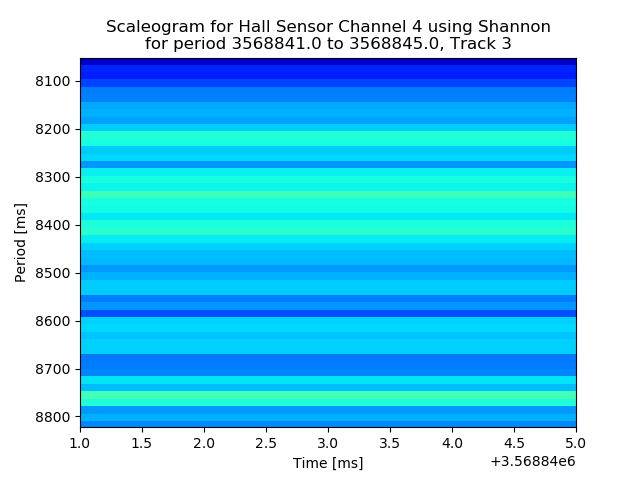 Scaleogram for Hall Sensor Channel 4 using Shannon
for period 3568841.0 to 3568845.0, Track 3
Period [ms]
8100
8200
8300
8400
8500
8600
8700
8800
1.0 1.5 2.0 2.5 3.0 3.5 4.0 4.5 5.0
Time [ms]
+3.56884e6